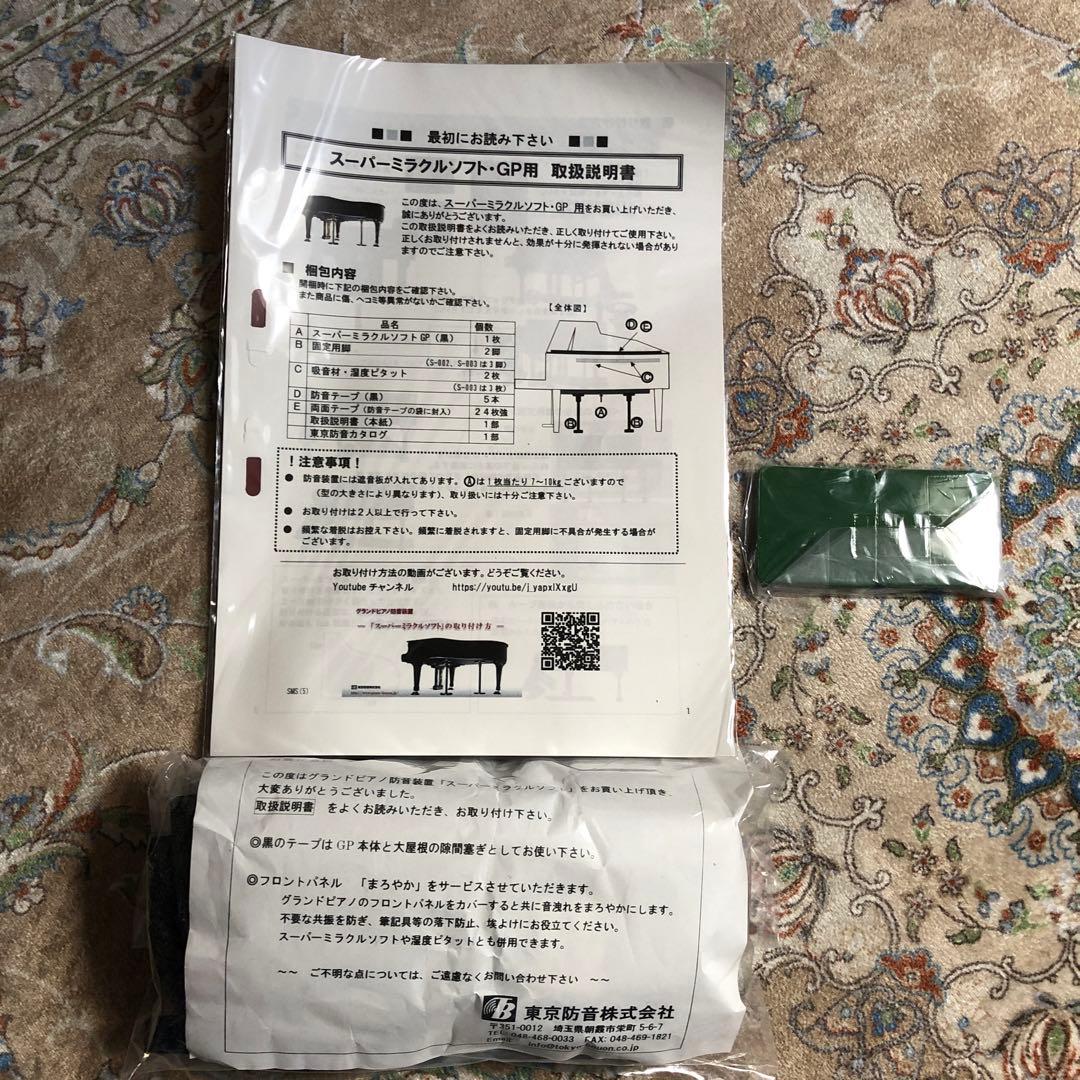 最初にお読み下さい
スーパーミラクルソフト・GP用 取扱説明書
この度は、スーパーミラクルソフト・GP 用をお買い上げいただき、
誠にありがとうございます。
この取扱説明書をよくお読みいただき、正しく取り付けてご使用下さい。
正しくお取り付けされませんと、効果が十分に発揮されない場合があり
ますのでご注意下さい。
梱包内容
開梱時に下記の梱包内容をご確認下さい。
また商品に傷、ヘコミ等異常がないかご確認下さい。
【全体図】
品名 個数
A スーパーミラクルソフトGP（黒） 1枚
B 固定用脚 2脚
（S-002、S-003は3脚）
C 吸音材・湿度ピタット 2枚
（S-003は3枚）
D 防音テープ（黒） 5本
E 両面テープ（防音テープの袋に封入） 24枚強
取扱説明書（本紙） 1部
東京防音カタログ 1部
D E
C
A
B B
！注意事項！
● 防音装置には遮音板が入れてあります。Ⓐは1枚当たり7～10kgございますので
（型の大きさにより異なります）、取り扱いには十分ご注意下さい。
● お取り付けは2人以上で行って下さい。
● 頻繁な着脱はお控え下さい。頻繁に着脱されますと、固定用脚に不具合が発生する場合が
ございます。
お取り付け方法の動画がございます。どうぞご覧ください。
Youtube チャンネル https://youtu.be/j_yapxIXxgU
グランドピアノ防音装置
－「スーパーミラクルソフト」の取り付け方－
SMS(5)
1
この度はグランドピアノ防音装置「スーパーミラクルソフト」をお買い上げ頂き、
大変ありがとうございました。
取扱説明書 をよくお読みいただき、お取り付け下さい。
◎黒のテープは GP 本体と大屋根の隙間塞ぎとしてお使い下さい。
◎フロントパネル 「まろやか」をサービスさせていただきます。
グランドピアノのフロントパネルをカバーすると共に音洩れをまろやかにします。
不要な共振を防ぎ、筆記具等の落下防止、埃よけにお役立てください。
スーパーミラクルソフトや湿度ピタットとも併用できます。
～～ ご不明な点については、ご遠慮なくお問い合わせ下さい ～～
東京防音株式会社
〒351-0012 埼玉県朝霞市栄町 5-6-7
TEL: 048-468-0033 FAX: 048-469-1821
Email: